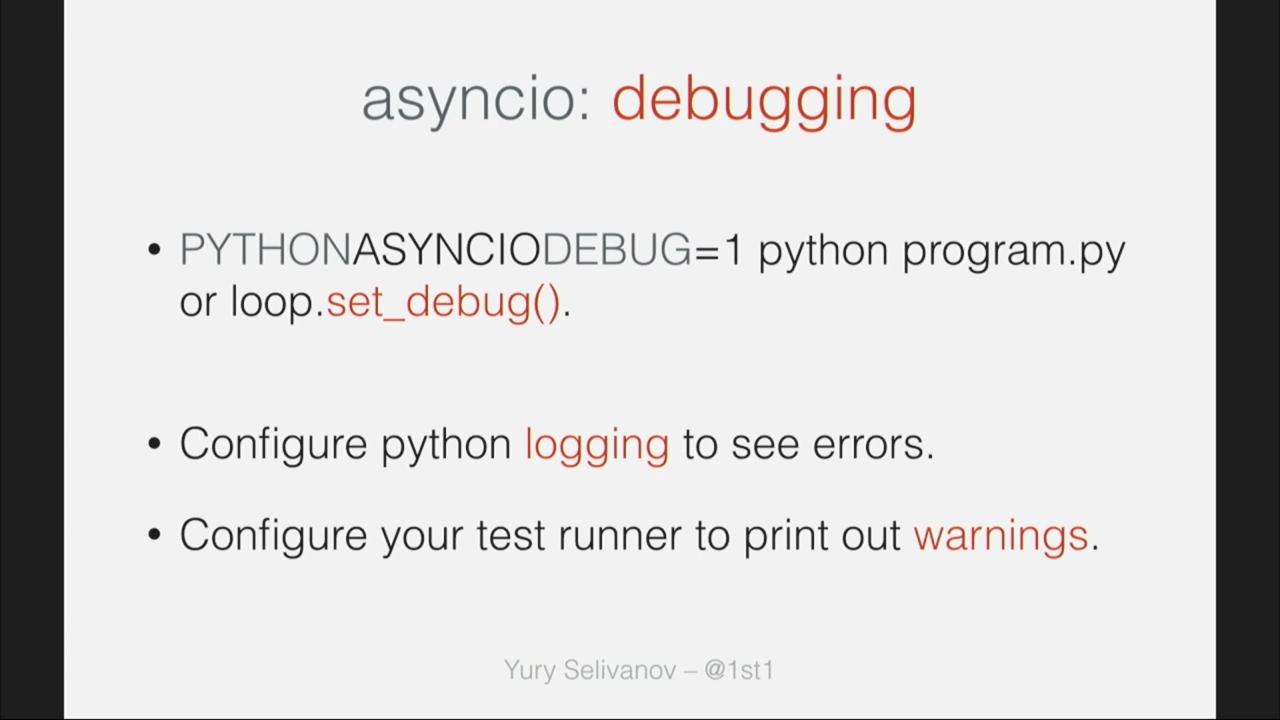 asyncio: debugging
• PYTHONASYNCIODEBUG=1 python program.py
or loop.set_debug().
• Configure python logging to see errors.
• Configure your test runner to print out warnings.
Yury Selivanov – @1st1